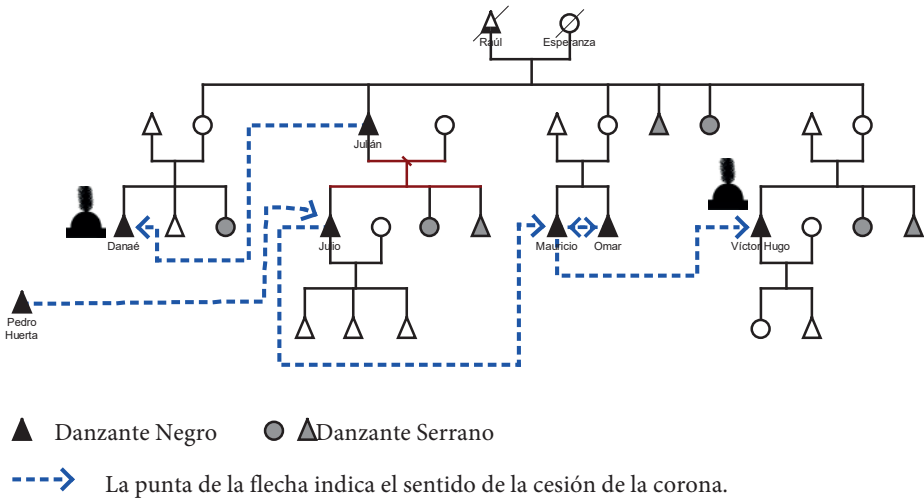 Raúl
Esperanza
Julián
Danaé
Julio
Mauricio
Omar
Víctor Hugo
Pedro
Huerta
Danzante Negro
Danzante Serrano
La punta de la flecha indica el sentido de la cesión de la corona.